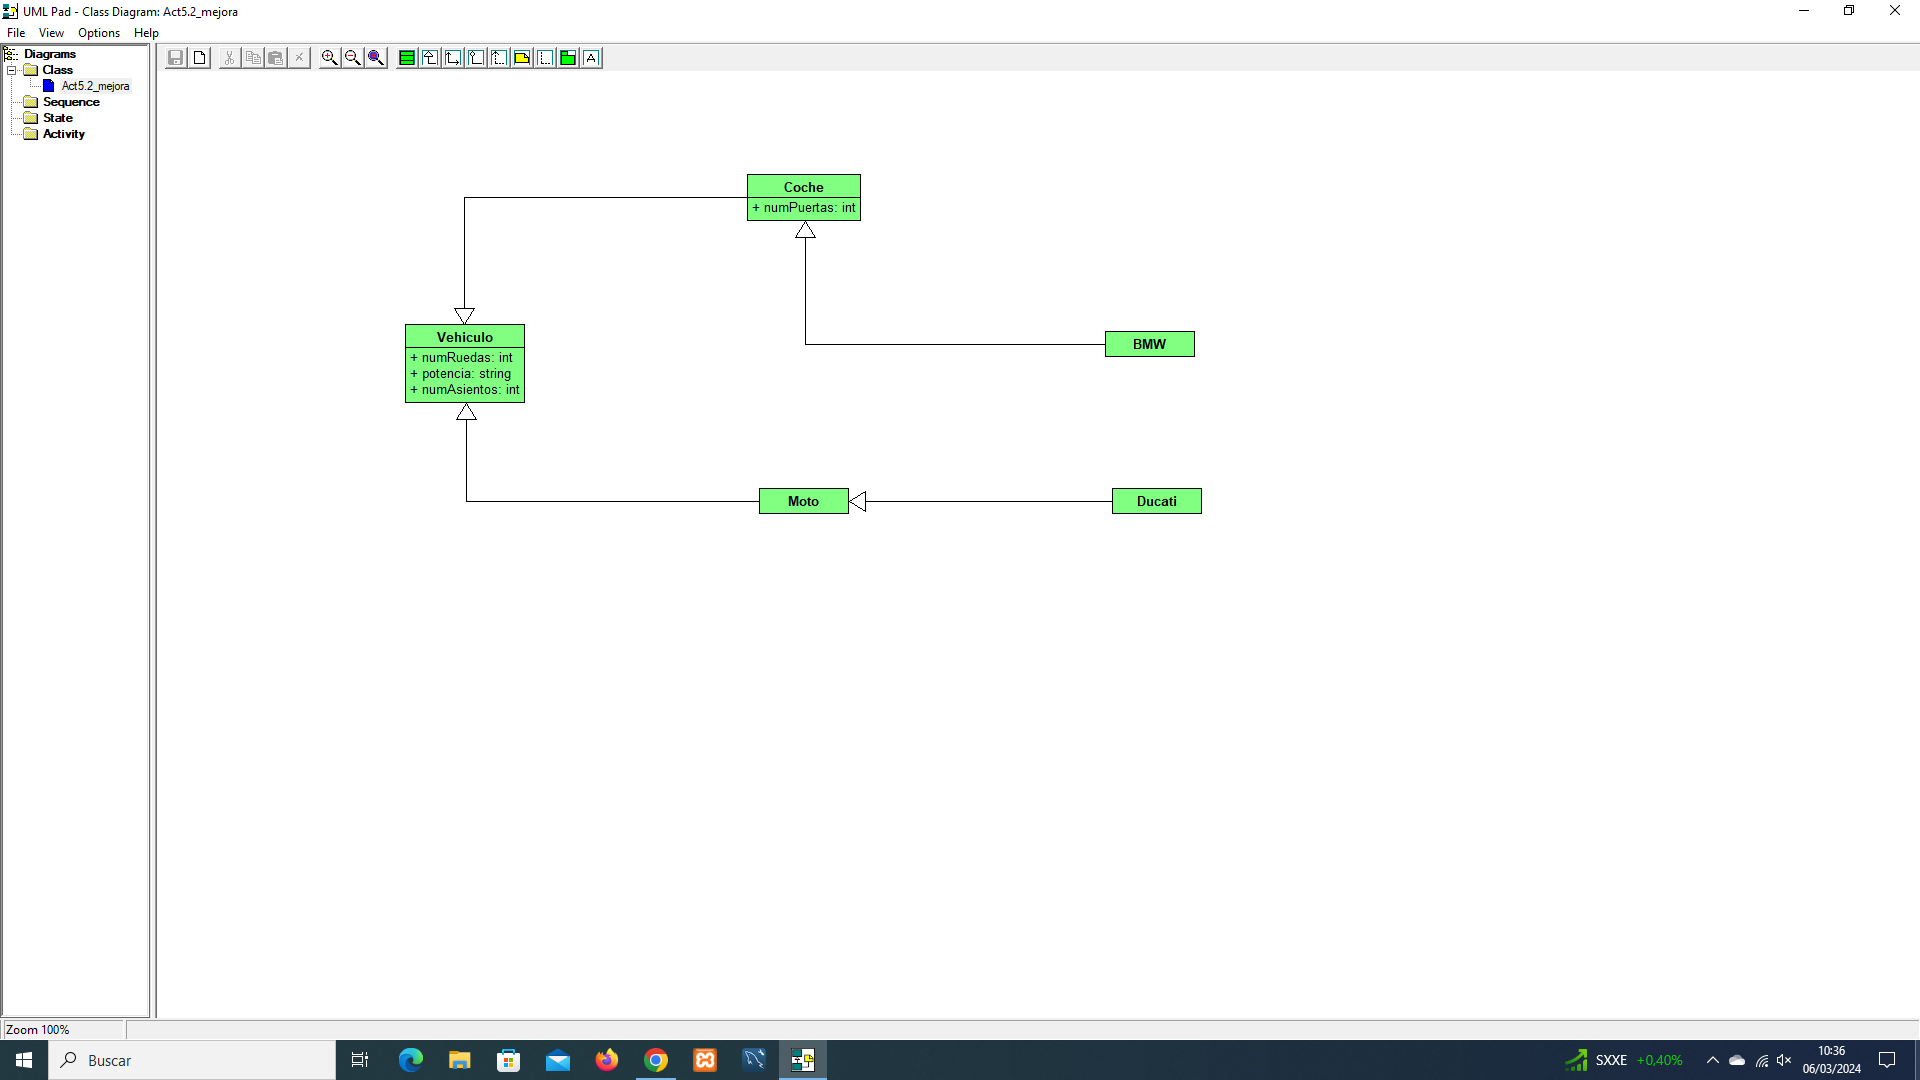 UML Pad - Class Diagram: Act5.2_mejora
File View Options Help
Diagrams
Class
Act5.2_mejora
Sequence
State
Activity
A
Coche
+ numPuertas: int
Vehiculo
+ numRuedas: int
+ potencia: string
+ numAsientos: int
BMW
Moto
Ducati
Zoom 100%
Buscar
SXXE +0,40%
10:36
06/03/2024